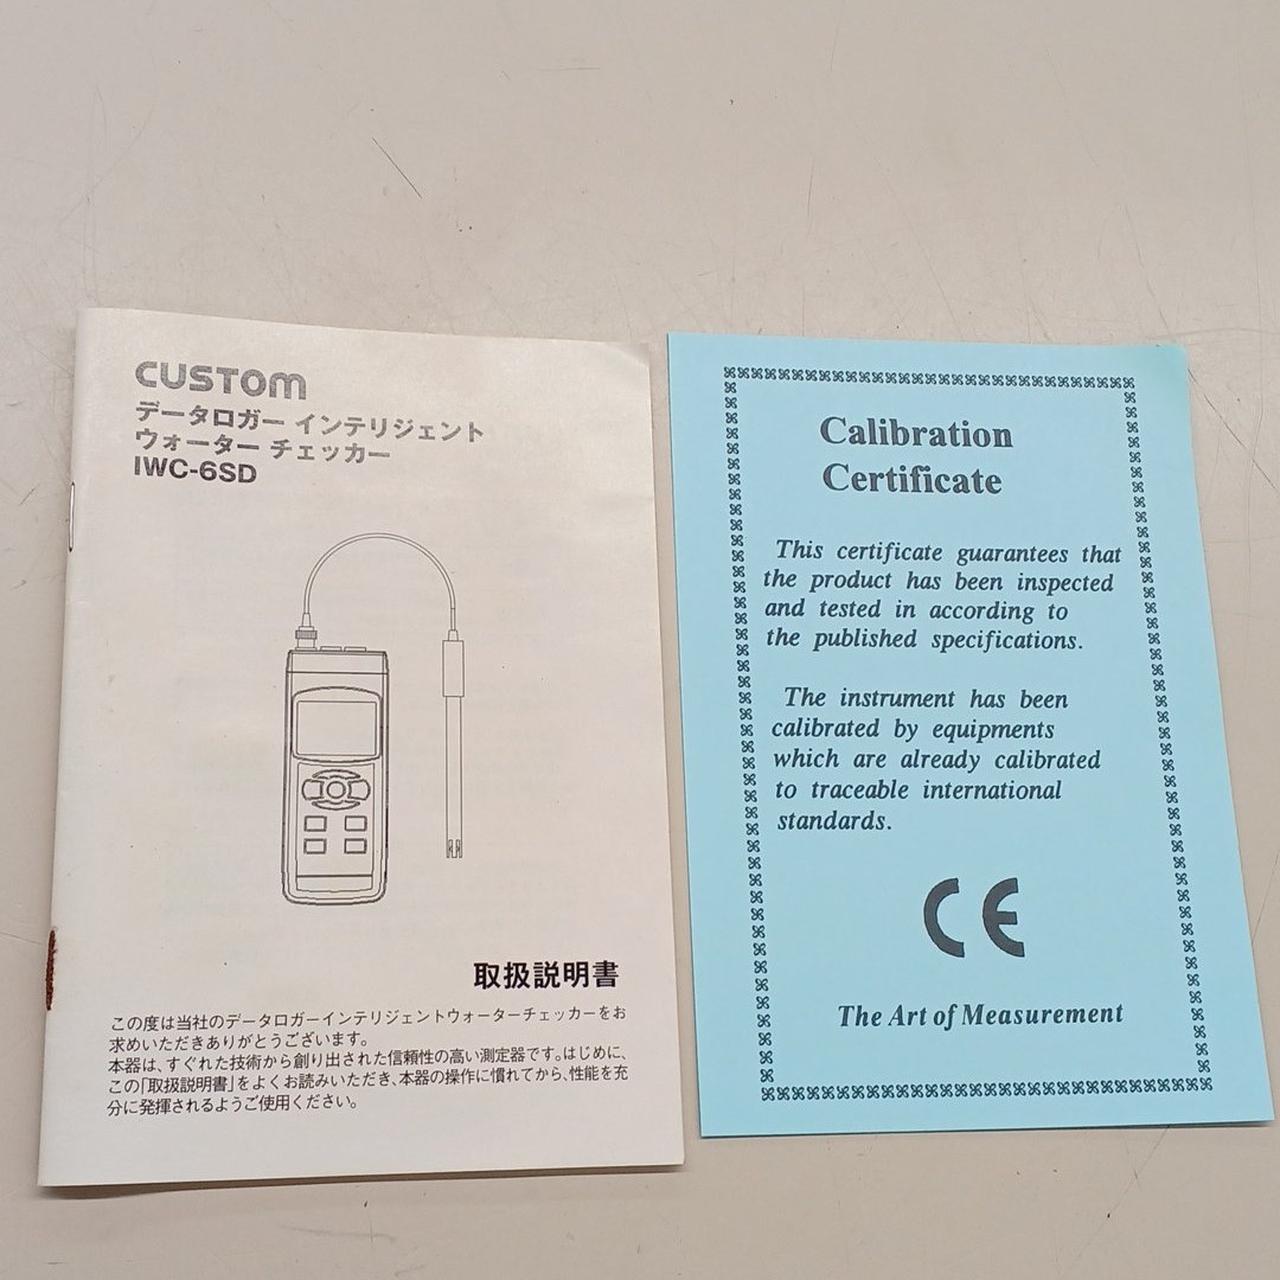 CUSTOM
データロガー インテリジェント
ウォーター チェッカー
IWC-6SD
取扱説明書
この度は当社のデータロガーインテリジェントウォーターチェッカーをお
求めいただきありがとうございます。
本器は、すぐれた技術から創り出された信頼性の高い測定器です。はじめに、
この「取扱説明書」をよくお読みいただき、本器の操作に慣れてから、性能を充
分に発揮されるようご使用ください。
Calibration
Certificate
This certificate guarantees that
the product has been inspected
and tested in according to
the published specifications.
The instrument has been
calibrated by equipments
which are already calibrated
to traceable international
standards.
CE
The Art of Measurement